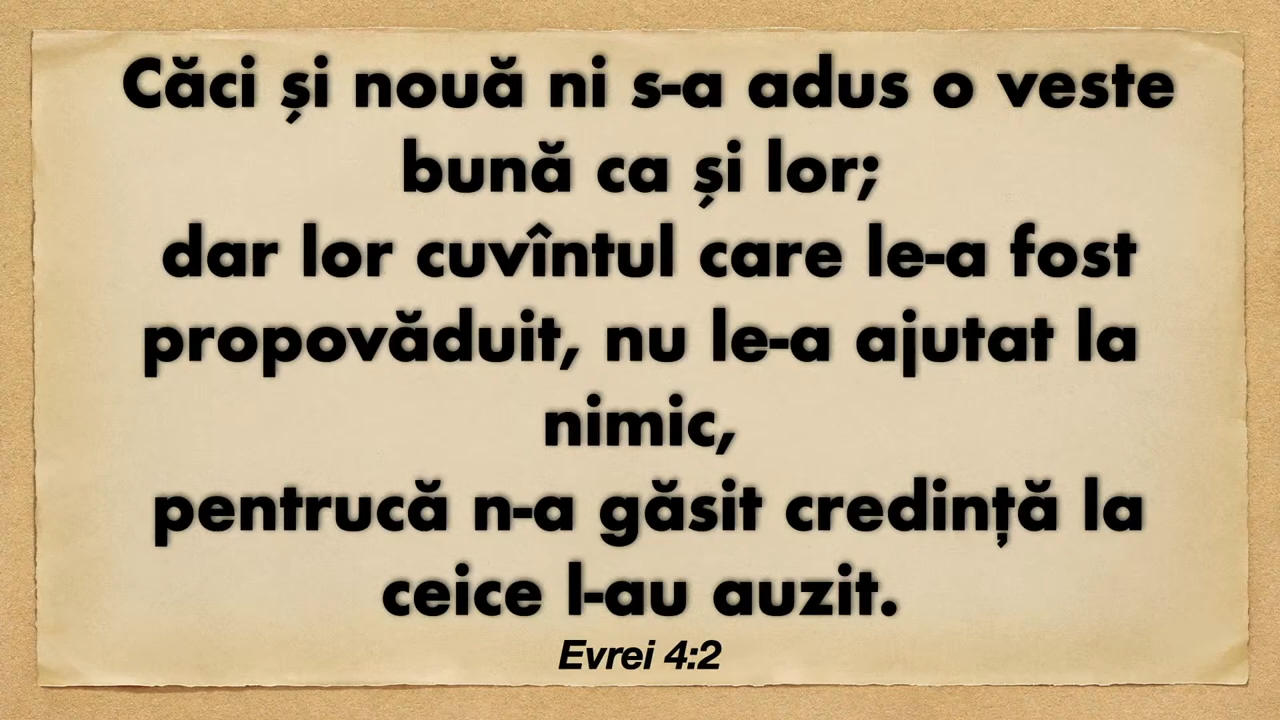 Căci și nouă ni s-a adus o veste
bună ca și lor;
dar lor cuvîntul care le-a fost
propovăduit, nu le-a ajutat la
nimic,
pentrucă n-a găsit credință la
ceice l-au auzit.
Evrei 4:2